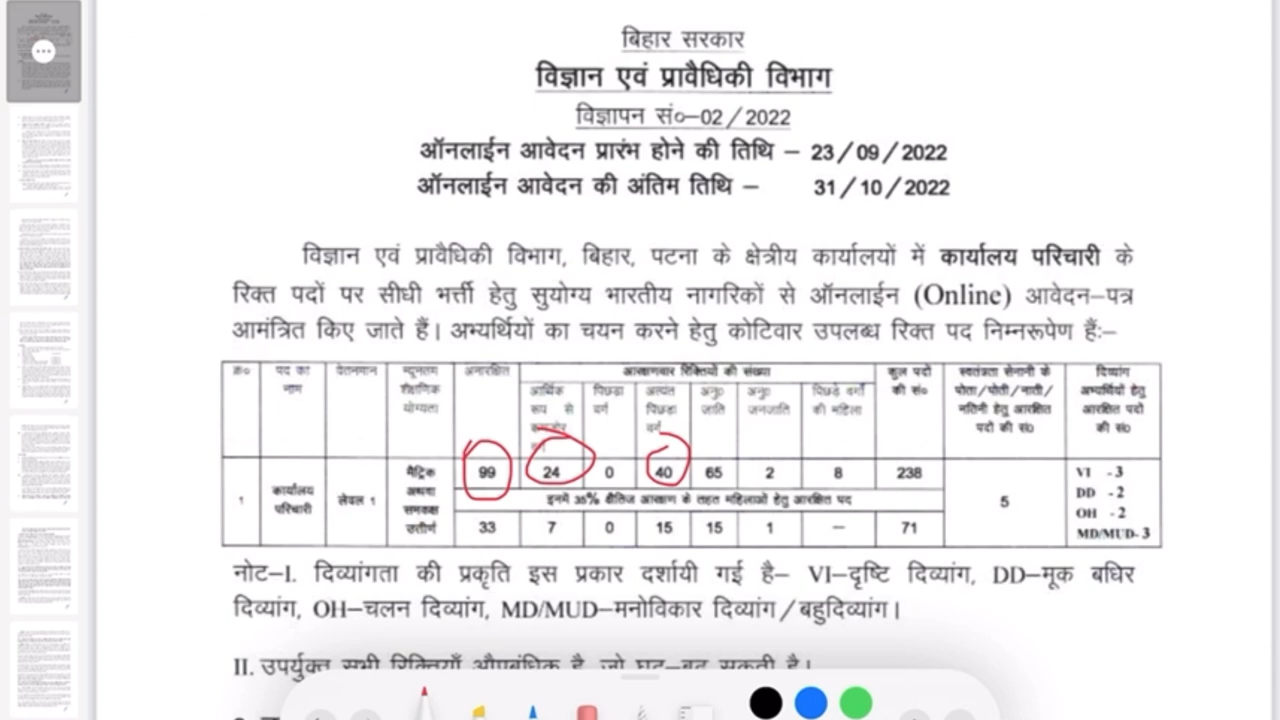 बिहार सरकार
विज्ञान एवं प्रावैधिकी विभाग
विज्ञापन सं०–02/2022
ऑनलाईन आवेदन प्रारंभ होने की तिथि – 23/09/2022
ऑनलाईन आवेदन की अंतिम तिथि – 31/10/2022
विज्ञान एवं प्रावैधिकी विभाग, बिहार, पटना के क्षेत्रीय कार्यालयों में कार्यालय परिचारी के
रिक्त पदों पर सीधी भर्त्ती हेतु सुयोग्य भारतीय नागरिकों से ऑनलाईन (Online) आवेदन–पत्र
आमंत्रित किए जाते हैं। अभ्यर्थियों का चयन करने हेतु कोटिवार उपलब्ध रिक्त पद निम्नरूपेण हैंः–
क्र० पद का नाम वेतनमान न्यूनतम शैक्षणिक योग्यता अनारक्षित आरक्षणवार रिक्तियों की संख्या कुल पदों की सं० स्वतंत्रता सेनानी के पोता/पोती/नाती/नतिनी हेतु आरक्षित पदों की सं० दिव्यांग अभ्यर्थियों हेतु आरक्षित पदों की सं०
आर्थिक रूप से कमजोर वर्ग पिछड़ा वर्ग अत्यंत पिछड़ा वर्ग अनु० जाति अनु० जनजाति पिछड़े वर्गों की महिला
1 कार्यालय परिचारी लेवल 1 मैट्रिक अथवा समकक्ष उत्तीर्ण 99 24 0 40 65 2 8 238 5 VI -3 DD -2 OH -2 MD/MUD-3
इनमें 35% क्षैतिज आरक्षण के तहत महिलाओं हेतु आरक्षित पद
33 7 0 15 15 1 – 71
नोट–I. दिव्यांगता की प्रकृति इस प्रकार दर्शायी गई है– VI–दृष्टि दिव्यांग, DD–मूक बधिर
दिव्यांग, OH–चलन दिव्यांग, MD/MUD–मनोविकार दिव्यांग/बहुदिव्यांग।
II. उपर्युक्त सभी रिक्तियाँ औपबंधिक है, जो घट–बढ़ सकती है।